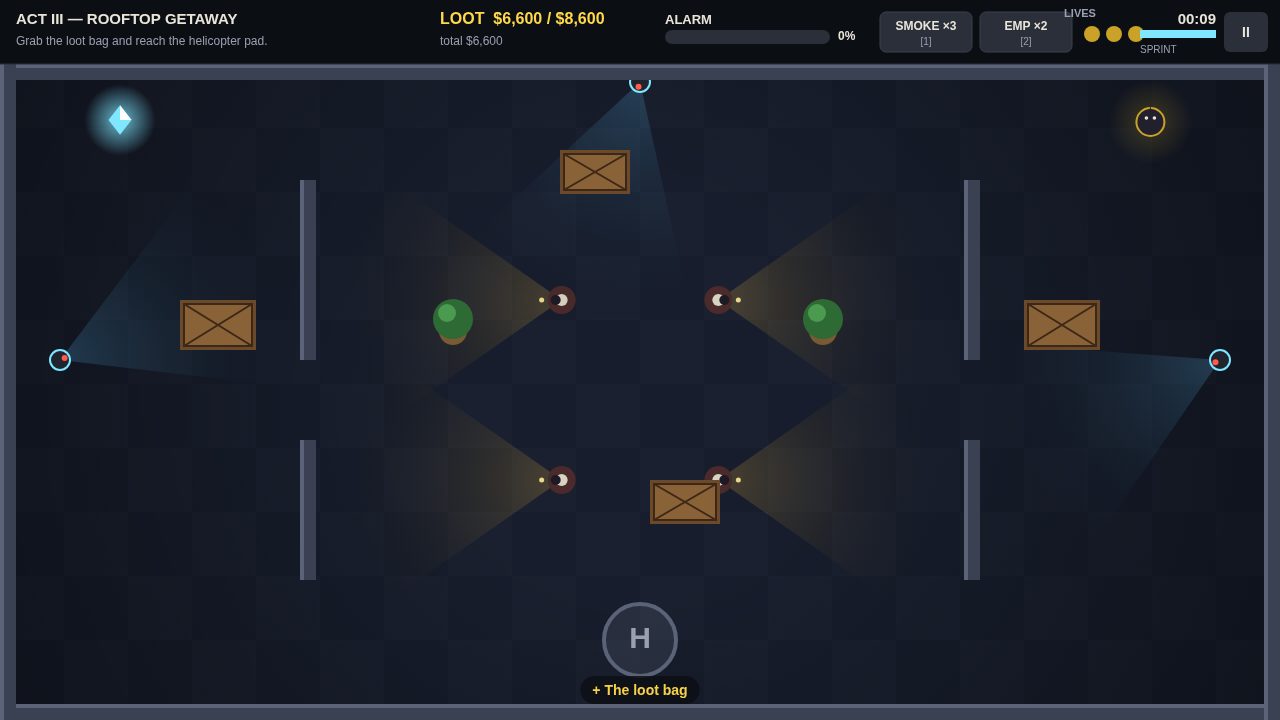 ACT III — ROOFTOP GETAWAY
Grab the loot bag and reach the helicopter pad.
LOOT $6,600 / $8,600
total $6,600
ALARM
0%
SMOKE ×3
[1]
EMP ×2
[2]
LIVES
00:09
SPRINT
II
H
+ The loot bag